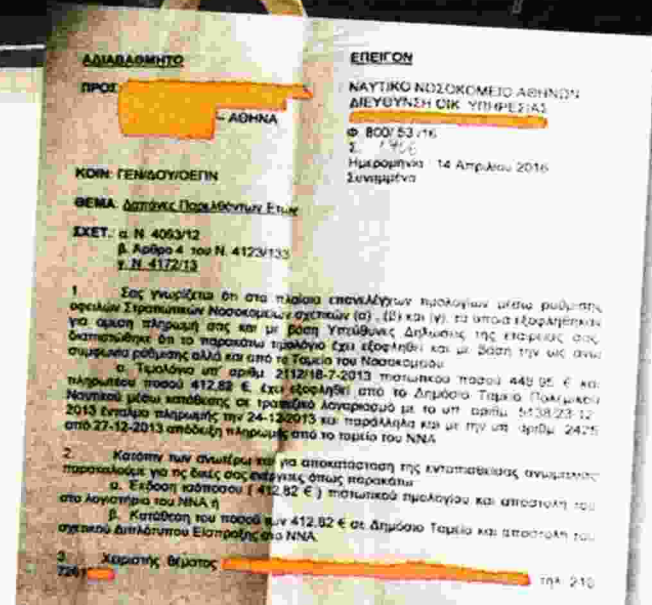 ΑΔΙΑΒΑΘΜΗΤΟ
ΕΠΕΙΓΟΝ
ΠΡΟΣ
ΑΘΗΝΑ
ΝΑΥΤΙΚΟ ΝΟΣΟΚΟΜΕΙΟ ΑΘΗΝΩΝ
ΔΙΕΥΘΥΝΣΗ ΟΙΚ. ΥΠΗΡΕΣΙΑΣ
Φ. 800/ 53 /16
Σ.
Ημερομηνία : 14 Απριλίου 2016
Συνημμένα
ΚΟΙΝ: ΓΕΝ/ΔΟΥ/ΟΕΠΝ
ΘΕΜΑ: Δαπάνες Παρελθόντων Ετών
ΣΧΕΤ.: α. Ν. 4093/12
β. Άρθρο 4 του Ν. 4123/133
γ. Ν. 4172/13
1. Σας γνωρίζεται ότι στα πλαίσια επανελέγχων τιμολογίων μέσω ρύθμισης
οφειλών Στρατιωτικών Νοσοκομείων σχετικών (α) , (β) και (γ), τα οποία εξοφλήθηκαν
για άμεση πληρωμή σας και με βάση Υπεύθυνες Δηλώσεις της εταιρείας σας,
διαπιστώθηκε ότι το παρακάτω τιμολόγιο έχει εξοφληθεί και με βάση την ως άνω
συμφωνία ρύθμισης αλλά και από το Ταμείο του Νοσοκομείου
α. Τιμολόγιο υπ' αριθμ. 2112/18-7-2013 πιστωτικού ποσού 449,95 € και
πληρωτέου ποσού 412,82 €, έχει εξοφληθεί από το Δημόσιο Ταμείο Πολεμικού
Ναυτικού μέσω κατάθεσης σε τραπεζικό λογαριασμό με το υπ' αριθμ. 5138/23-12-
2013 ένταλμα πληρωμής την 24-12-2013 και παράλληλα και με την υπ' αριθμ. 2425
από 27-12-2013 απόδειξη πληρωμής από το ταμείο του ΝΝΑ
2. Κατόπιν των ανωτέρω και για αποκατάσταση της εντοπισθείσας ανωμαλίας
παρακαλούμε για τις δικές σας ενέργειες όπως παρακάτω
α. Έκδοση ισόποσου ( 412,82 € ) πιστωτικού τιμολογίου και αποστολή του
στο λογιστήριο του ΝΝΑ ή
β. Κατάθεση του ποσού των 412,82 € σε Δημόσιο Ταμείο και αποστολή του
σχετικού Διπλότυπου Είσπραξης στο ΝΝΑ
3. Χειριστής θέματος τηλ. 210
7261